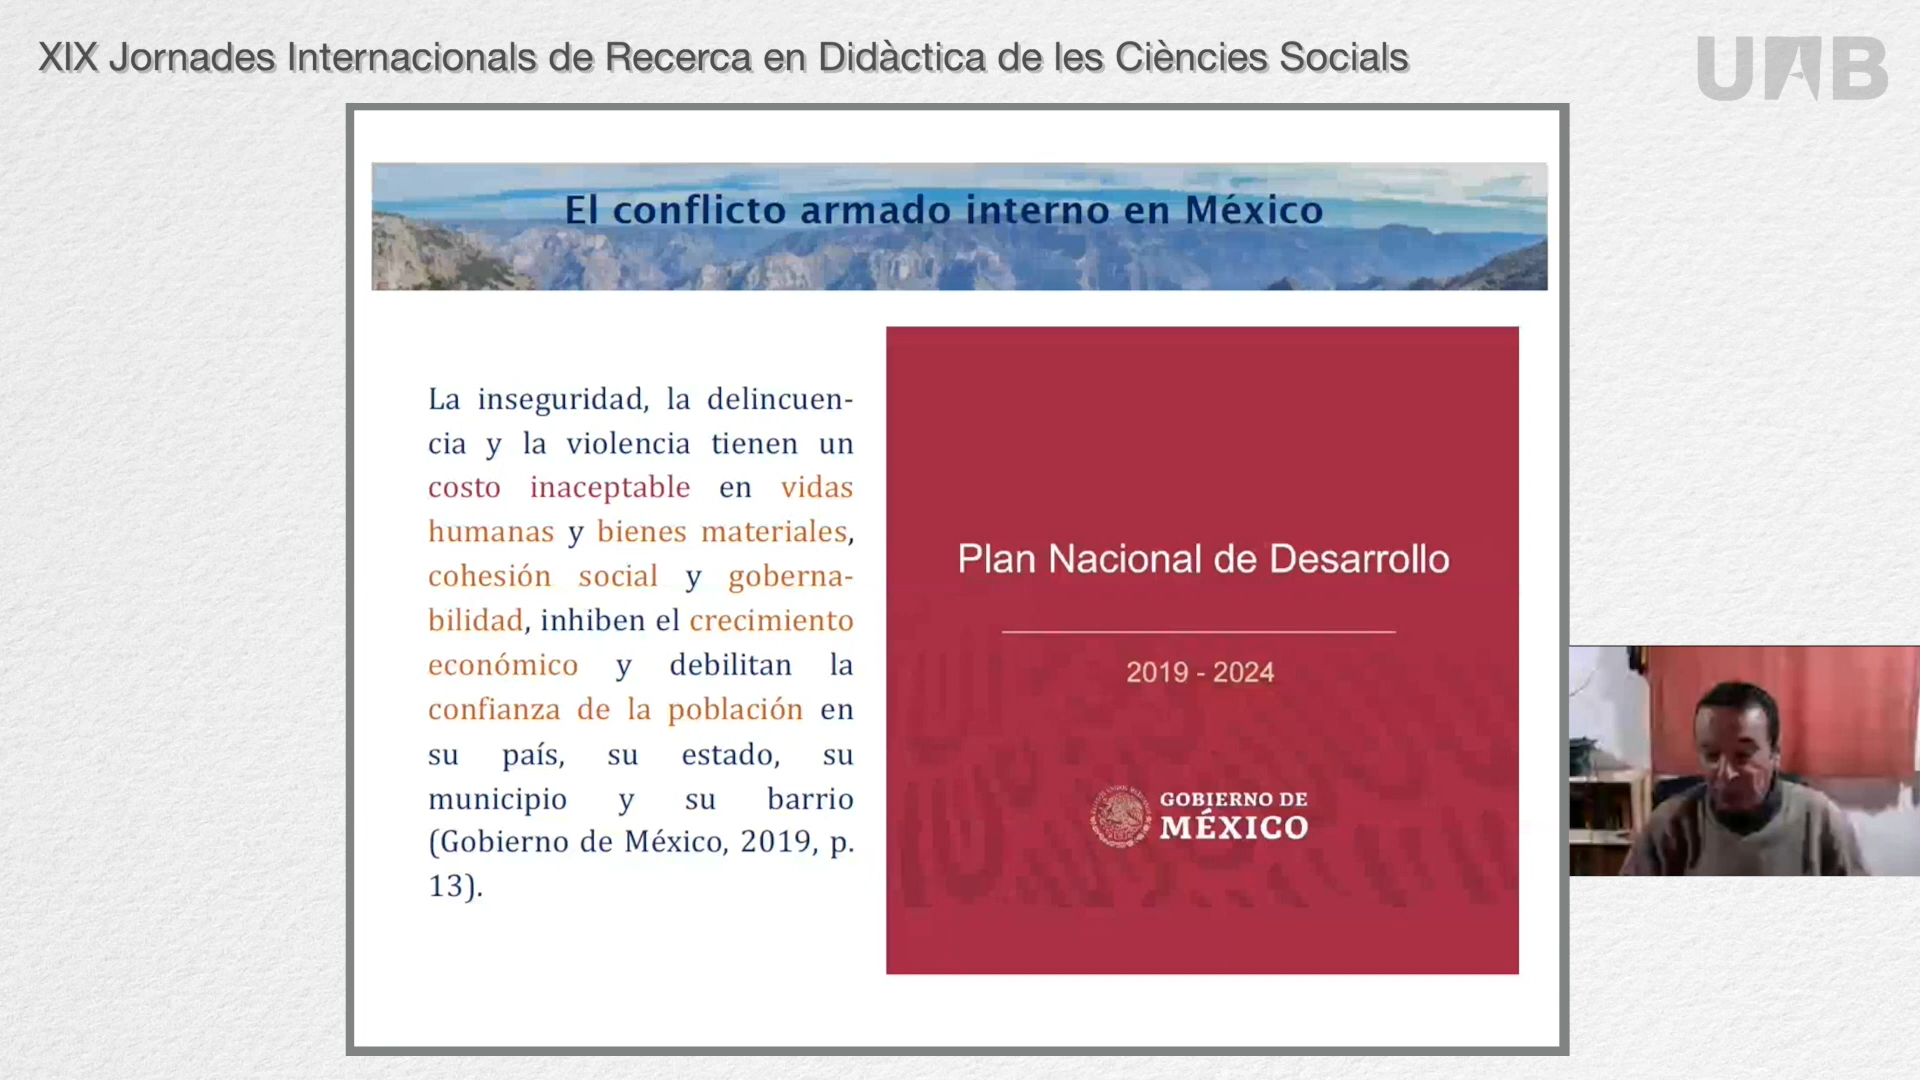 XIX Jornades Internacionals de Recerca en Didàctica de les Ciències Socials
UAB
El conflicto armado interno en México
La inseguridad, la delincuen-
cia y la violencia tienen un
costo inaceptable en vidas
humanas y bienes materiales,
cohesión social y goberna-
bilidad, inhiben el crecimiento
económico y debilitan la
confianza de la población en
su país, su estado, su
municipio y su barrio
(Gobierno de México, 2019, p.
13).
Plan Nacional de Desarrollo
2019 - 2024
GOBIERNO DE
MÉXICO